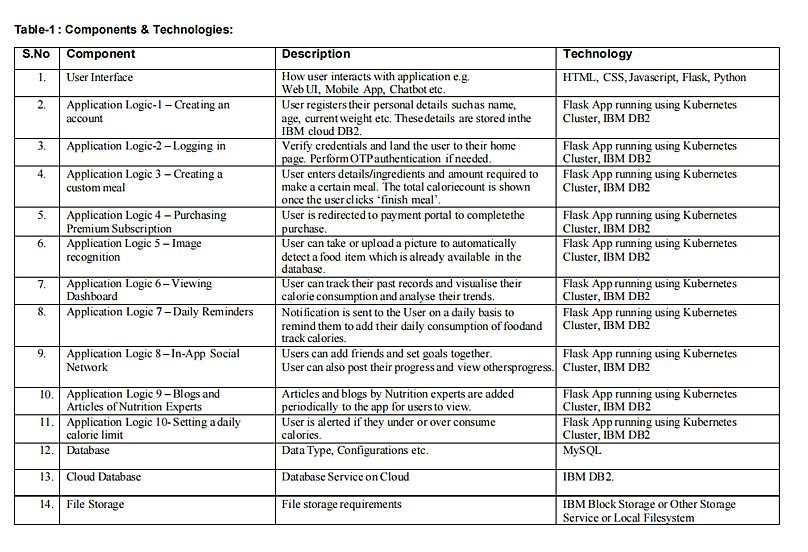 Table-1 : Components & Technologies:
S.No Component Description Technology
1. User Interface How user interacts with application e.g. HTML, CSS, Javascript, Flask, Python
Web UI, Mobile App, Chatbot etc.
2. Application Logic-1 – Creating an User registers their personal details such as name, Flask App running using Kubernetes
account age, current weight etc. These details are stored inthe Cluster, IBM DB2
IBM cloud DB2.
3. Application Logic-2 – Logging in Verify credentials and land the user to their home Flask App running using Kubernetes
page. Perform OTP authentication if needed. Cluster, IBM DB2
4. Application Logic 3 – Creating a User enters details/ingredients and amount required to Flask App running using Kubernetes
custom meal make a certain meal. The total caloriecount is shown Cluster, IBM DB2
once the user clicks ‘finish meal’.
5. Application Logic 4 – Purchasing User is redirected to payment portal to completethe Flask App running using Kubernetes
Premium Subscription purchase. Cluster, IBM DB2
6. Application Logic 5 – Image User can take or upload a picture to automatically Flask App running using Kubernetes
recognition detect a food item which is already available in the Cluster, IBM DB2
database.
7. Application Logic 6 – Viewing User can track their past records and visualise their Flask App running using Kubernetes
Dashboard calorie consumption and analyse their trends. Cluster, IBM DB2
8. Application Logic 7 – Daily Reminders Notification is sent to the User on a daily basis to Flask App running using Kubernetes
remind them to add their daily consumption of foodand Cluster, IBM DB2
track calories.
9. Application Logic 8 – In-App Social Users can add friends and set goals together. Flask App running using Kubernetes
Network User can also post their progress and view othersprogress. Cluster, IBM DB2
10. Application Logic 9 – Blogs and Articles and blogs by Nutrition experts are added Flask App running using Kubernetes
Articles of Nutrition Experts periodically to the app for users to view. Cluster, IBM DB2
11. Application Logic 10- Setting a daily User is alerted if they under or over consume Flask App running using Kubernetes
calorie limit calories. Cluster, IBM DB2
12. Database Data Type, Configurations etc. MySQL
13. Cloud Database Database Service on Cloud IBM DB2.
14. File Storage File storage requirements IBM Block Storage or Other Storage
Service or Local Filesystem